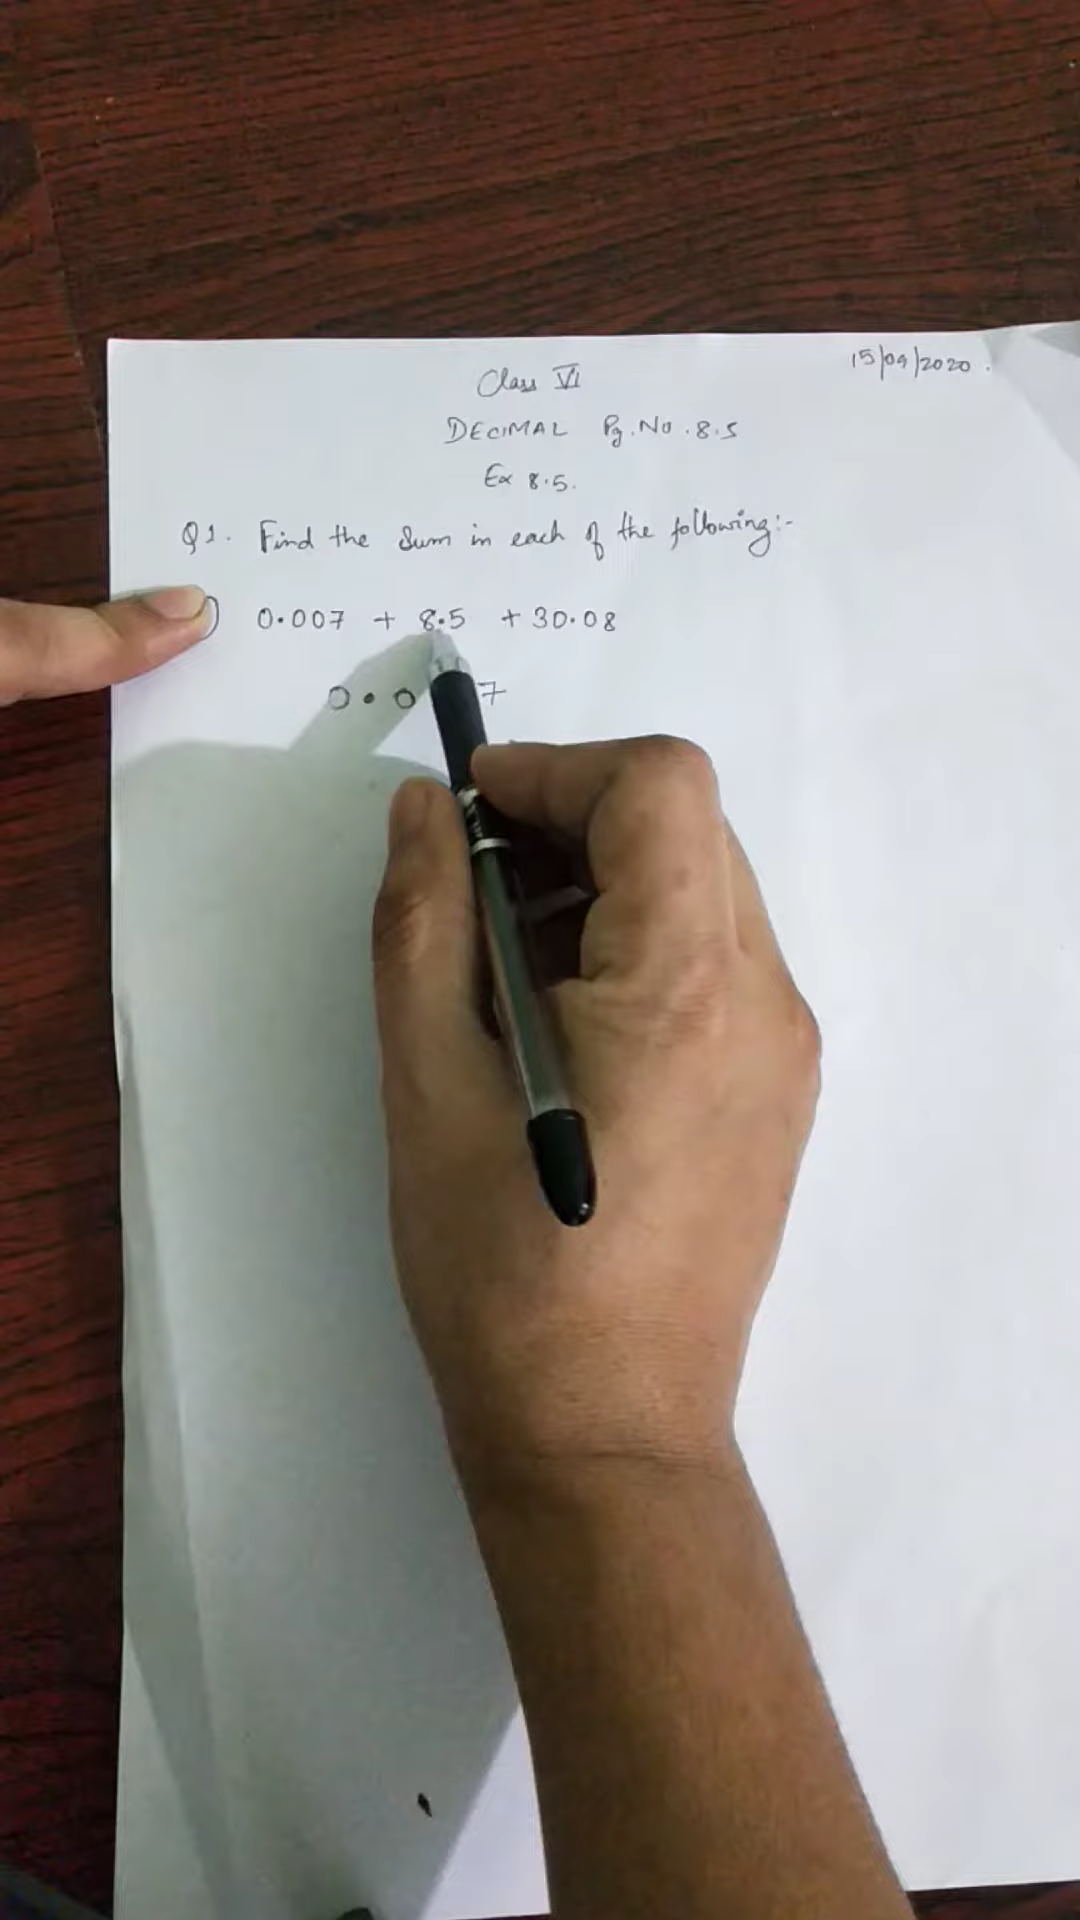 15/09/2020.
Class VI
DECIMAL Pg.No.8.5
Ex 8.5.
Q1. Find the Sum in each of the following:-
) 0.007 + 8.5 + 30.08
0.0 7